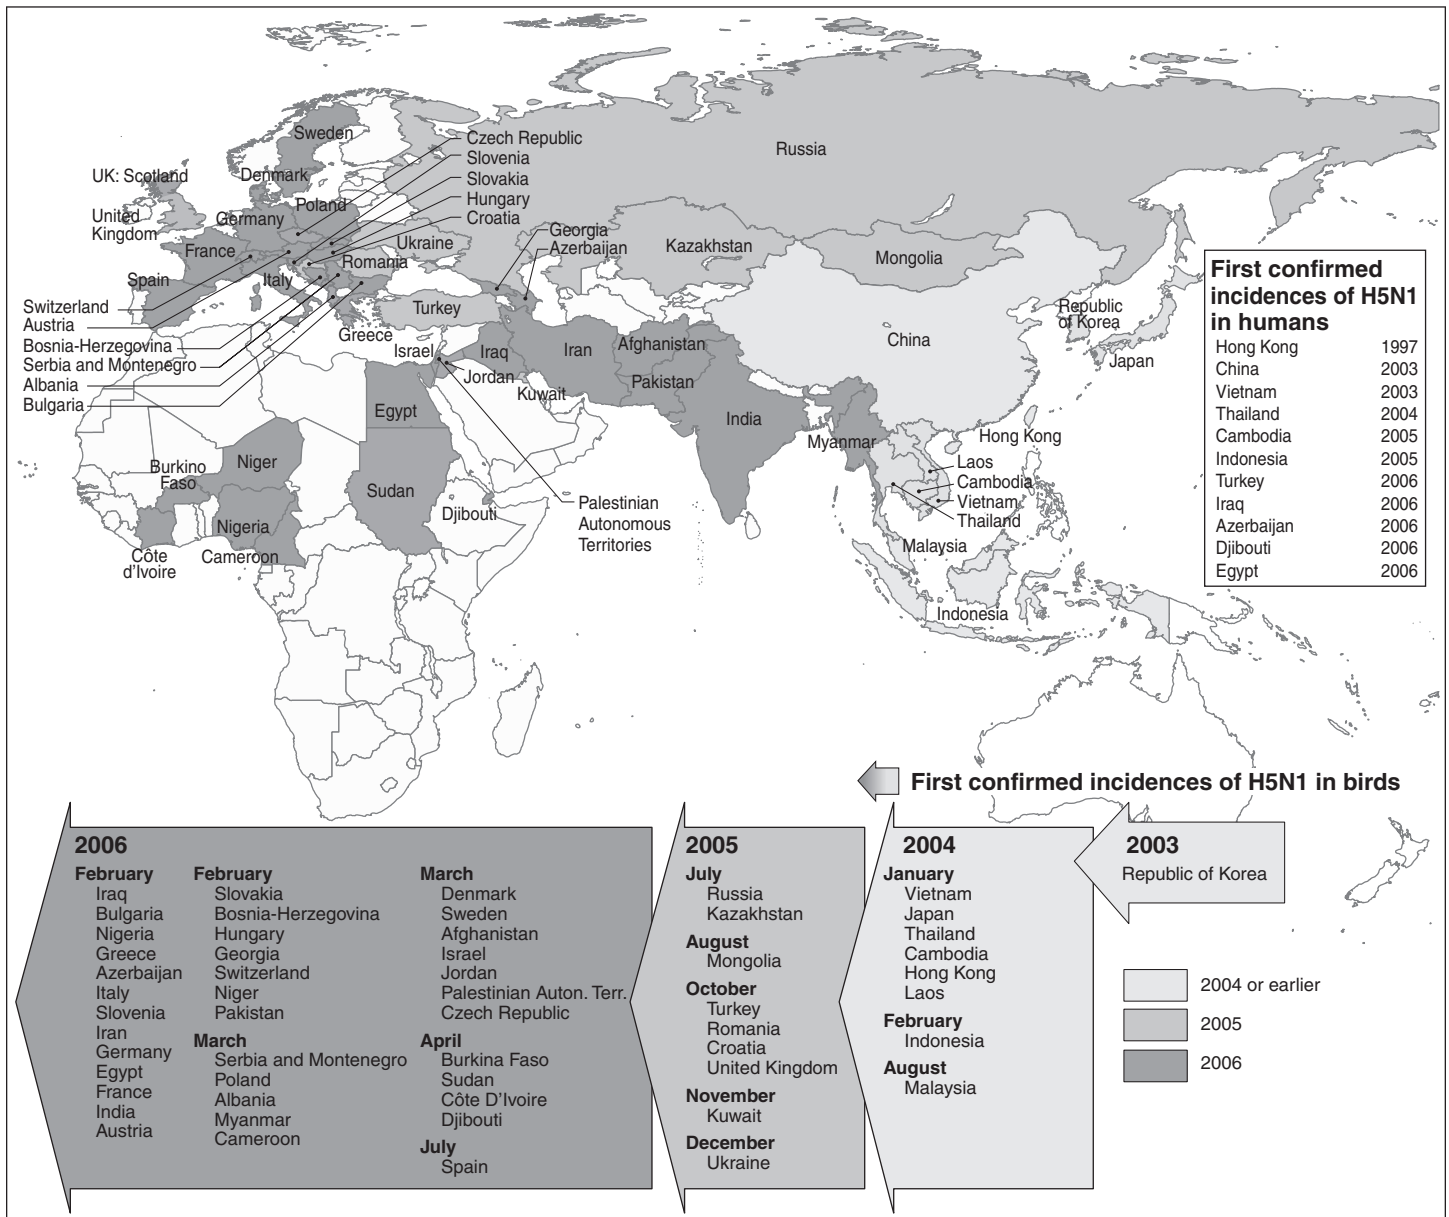 Sweden
Czech Republic
Slovenia
Slovakia
Hungary
Croatia
Russia
UK: Scotland
Denmark
Poland
United
Kingdom
Germany
France
Ukraine
Georgia
Azerbaijan
Kazakhstan
Mongolia
Romania
Spain
Italy
Switzerland
Austria
Bosnia-Herzegovina
Serbia and Montenegro
Albania
Bulgaria
Turkey
Greece
Israel
Iraq
Iran
Afghanistan
Jordan
Kuwait
Pakistan
China
Republic
of Korea
Japan
Egypt
India
Myanmar
Hong Kong
Laos
Cambodia
Vietnam
Thailand
Malaysia
Indonesia
Burkino
Faso
Niger
Sudan
Nigeria
Djibouti
Côte
d'Ivoire
Cameroon
Palestinian
Autonomous
Territories
First confirmed
incidences of H5N1
in humans
Hong Kong 1997
China 2003
Vietnam 2003
Thailand 2004
Cambodia 2005
Indonesia 2005
Turkey 2006
Iraq 2006
Azerbaijan 2006
Djibouti 2006
Egypt 2006
First confirmed incidences of H5N1 in birds
2006
February
Iraq
Bulgaria
Nigeria
Greece
Azerbaijan
Italy
Slovenia
Iran
Germany
Egypt
France
India
Austria
February
Slovakia
Bosnia-Herzegovina
Hungary
Georgia
Switzerland
Niger
Pakistan
March
Serbia and Montenegro
Poland
Albania
Myanmar
Cameroon
March
Denmark
Sweden
Afghanistan
Israel
Jordan
Palestinian Auton. Terr.
Czech Republic
April
Burkina Faso
Sudan
Côte D'Ivoire
Djibouti
July
Spain
2005
July
Russia
Kazakhstan
August
Mongolia
October
Turkey
Romania
Croatia
United Kingdom
November
Kuwait
December
Ukraine
2004
January
Vietnam
Japan
Thailand
Cambodia
Hong Kong
Laos
February
Indonesia
August
Malaysia
2003
Republic of Korea
2004 or earlier
2005
2006